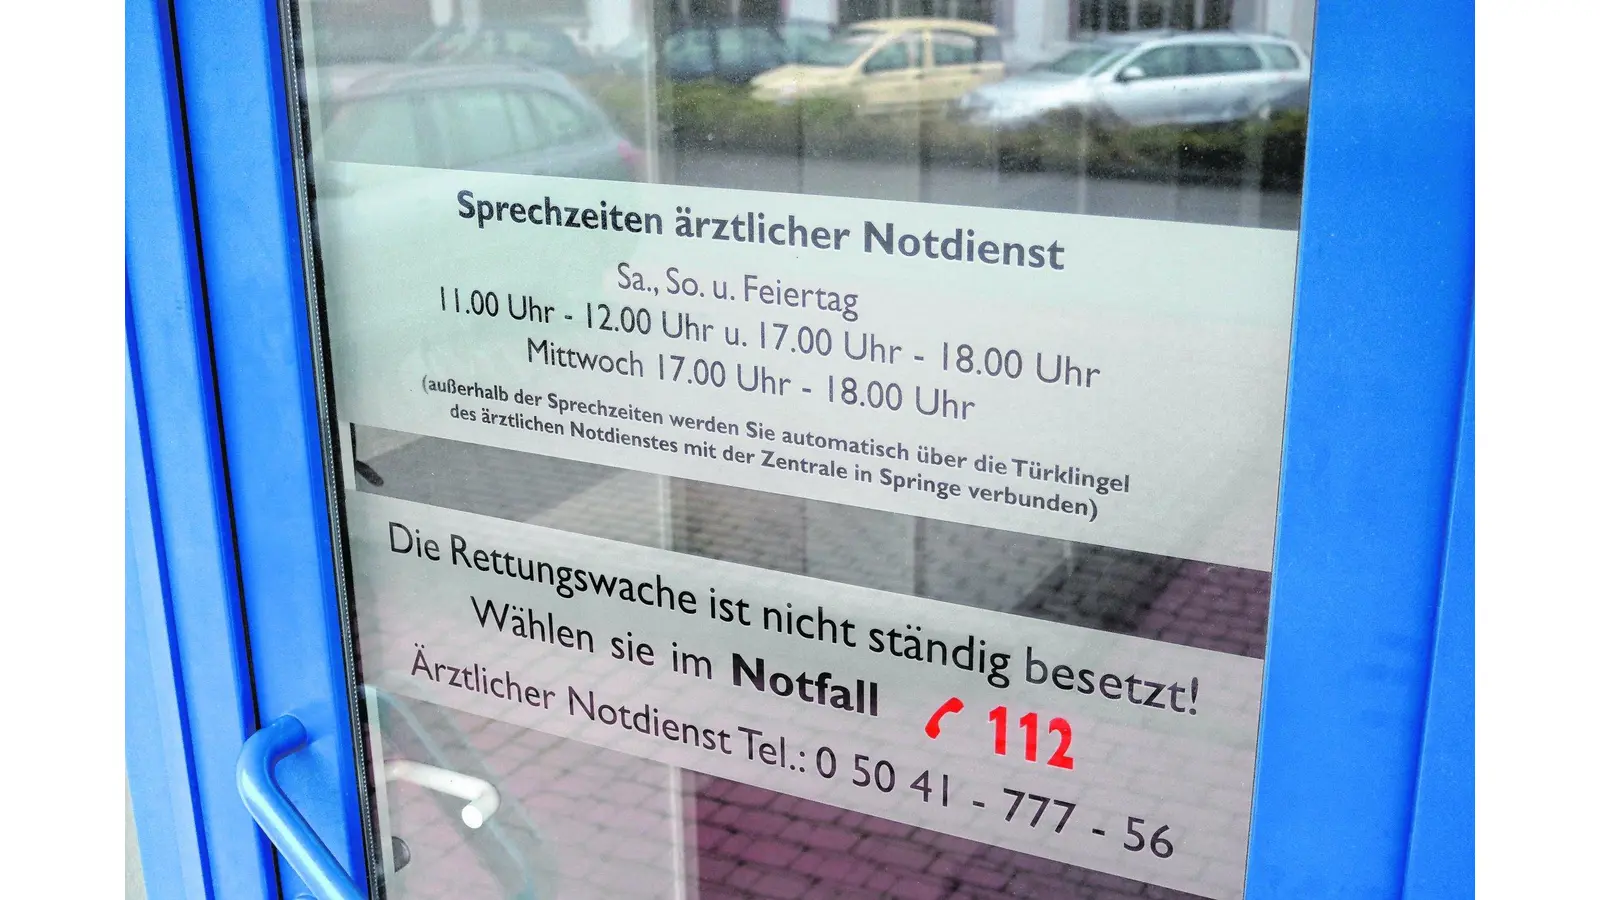 Sprechzeiten ärztlicher Notdienst
Sa., So. u. Feiertag
11.00 Uhr - 12.00 Uhr u. 17.00 Uhr - 18.00 Uhr
Mittwoch 17.00 Uhr - 18.00 Uhr
(außerhalb der Sprechzeiten werden Sie automatisch über die Türklingel
des ärztlichen Notdienstes mit der Zentrale in Springe verbunden)
Die Rettungswache ist nicht ständig besetzt!
Wählen sie im Notfall 112
Ärztlicher Notdienst Tel.: 0 50 41 - 777 - 56